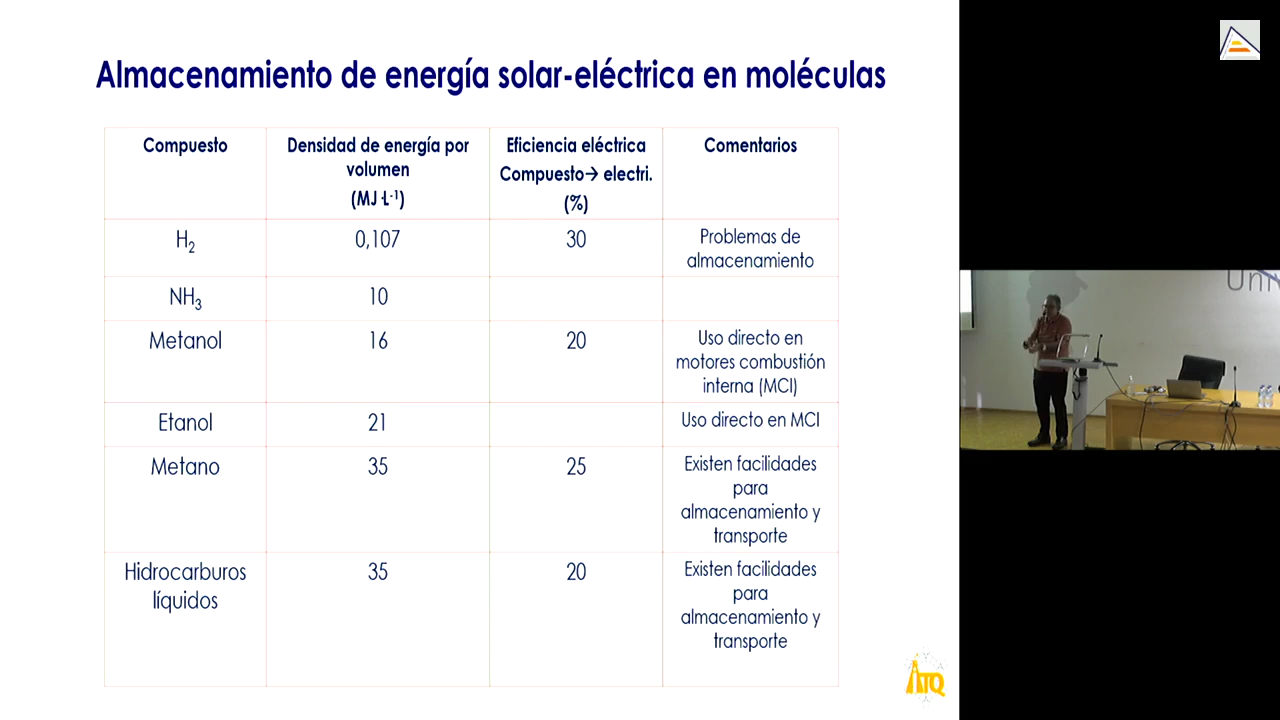 Almacenamiento de energía solar-eléctrica en moléculas
Compuesto
Densidad de energía por
volumen
(MJ·L-1)
Eficiencia eléctrica
Compuesto→ electri.
(%)
Comentarios
H2
0,107
30
Problemas de
almacenamiento
NH3
10
Metanol
16
20
Uso directo en
motores combustión
interna (MCI)
Etanol
21
Uso directo en MCI
Metano
35
25
Existen facilidades
para
almacenamiento y
transporte
Hidrocarburos
líquidos
35
20
Existen facilidades
para
almacenamiento y
transporte
ITQ
Univ